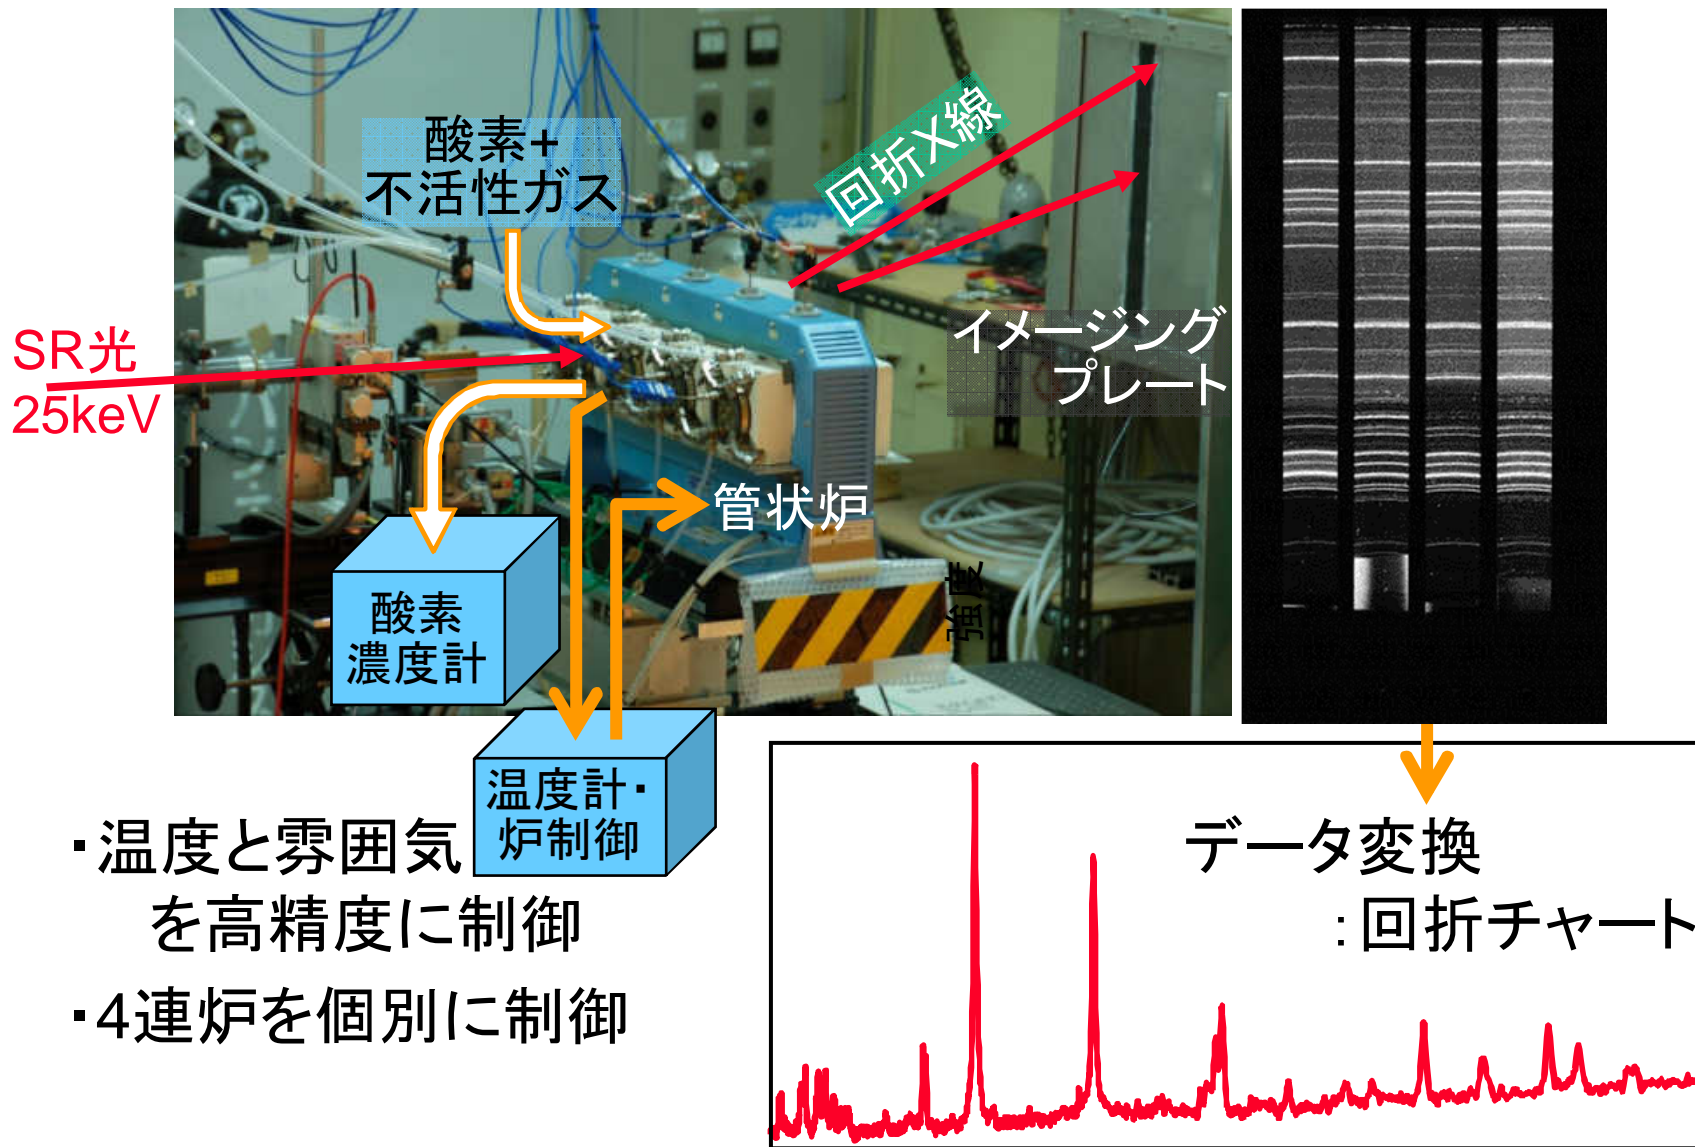 酸素+
不活性ガス
回折X線
SR光
25keV
イメージング
プレート
管状炉
強度
酸素
濃度計
温度計・
炉制御
・温度と雰囲気
を高精度に制御
・4連炉を個別に制御
データ変換
:回折チャート